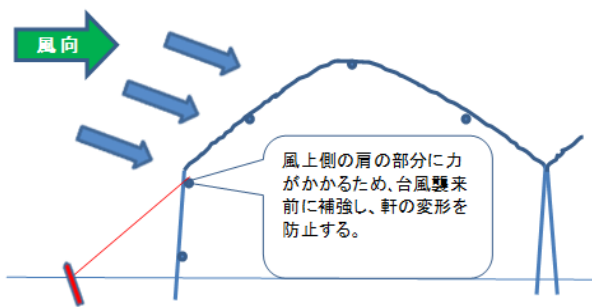 風向
風上側の肩の部分に力
がかかるため、台風襲来
前に補強し、軒の変形を
防止する。